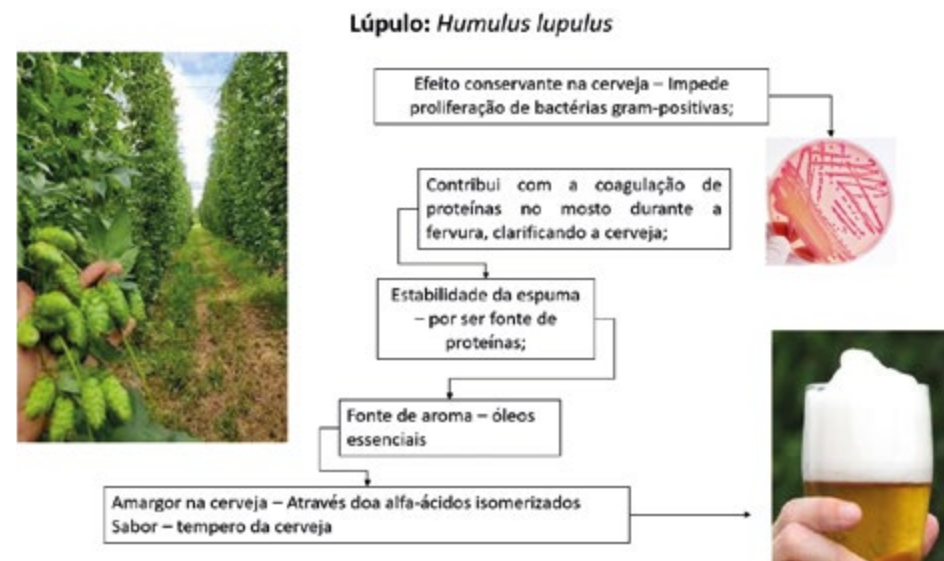 Lúpulo: Humulus lupulus
Efeito conservante na cerveja – Impede
proliferação de bactérias gram-positivas;
Contribui com a coagulação de
proteínas no mosto durante a
fervura, clarificando a cerveja;
Estabilidade da espuma
– por ser fonte de
proteínas;
Fonte de aroma – óleos
essenciais
Amargor na cerveja – Através doa alfa-ácidos isomerizados
Sabor – tempero da cerveja